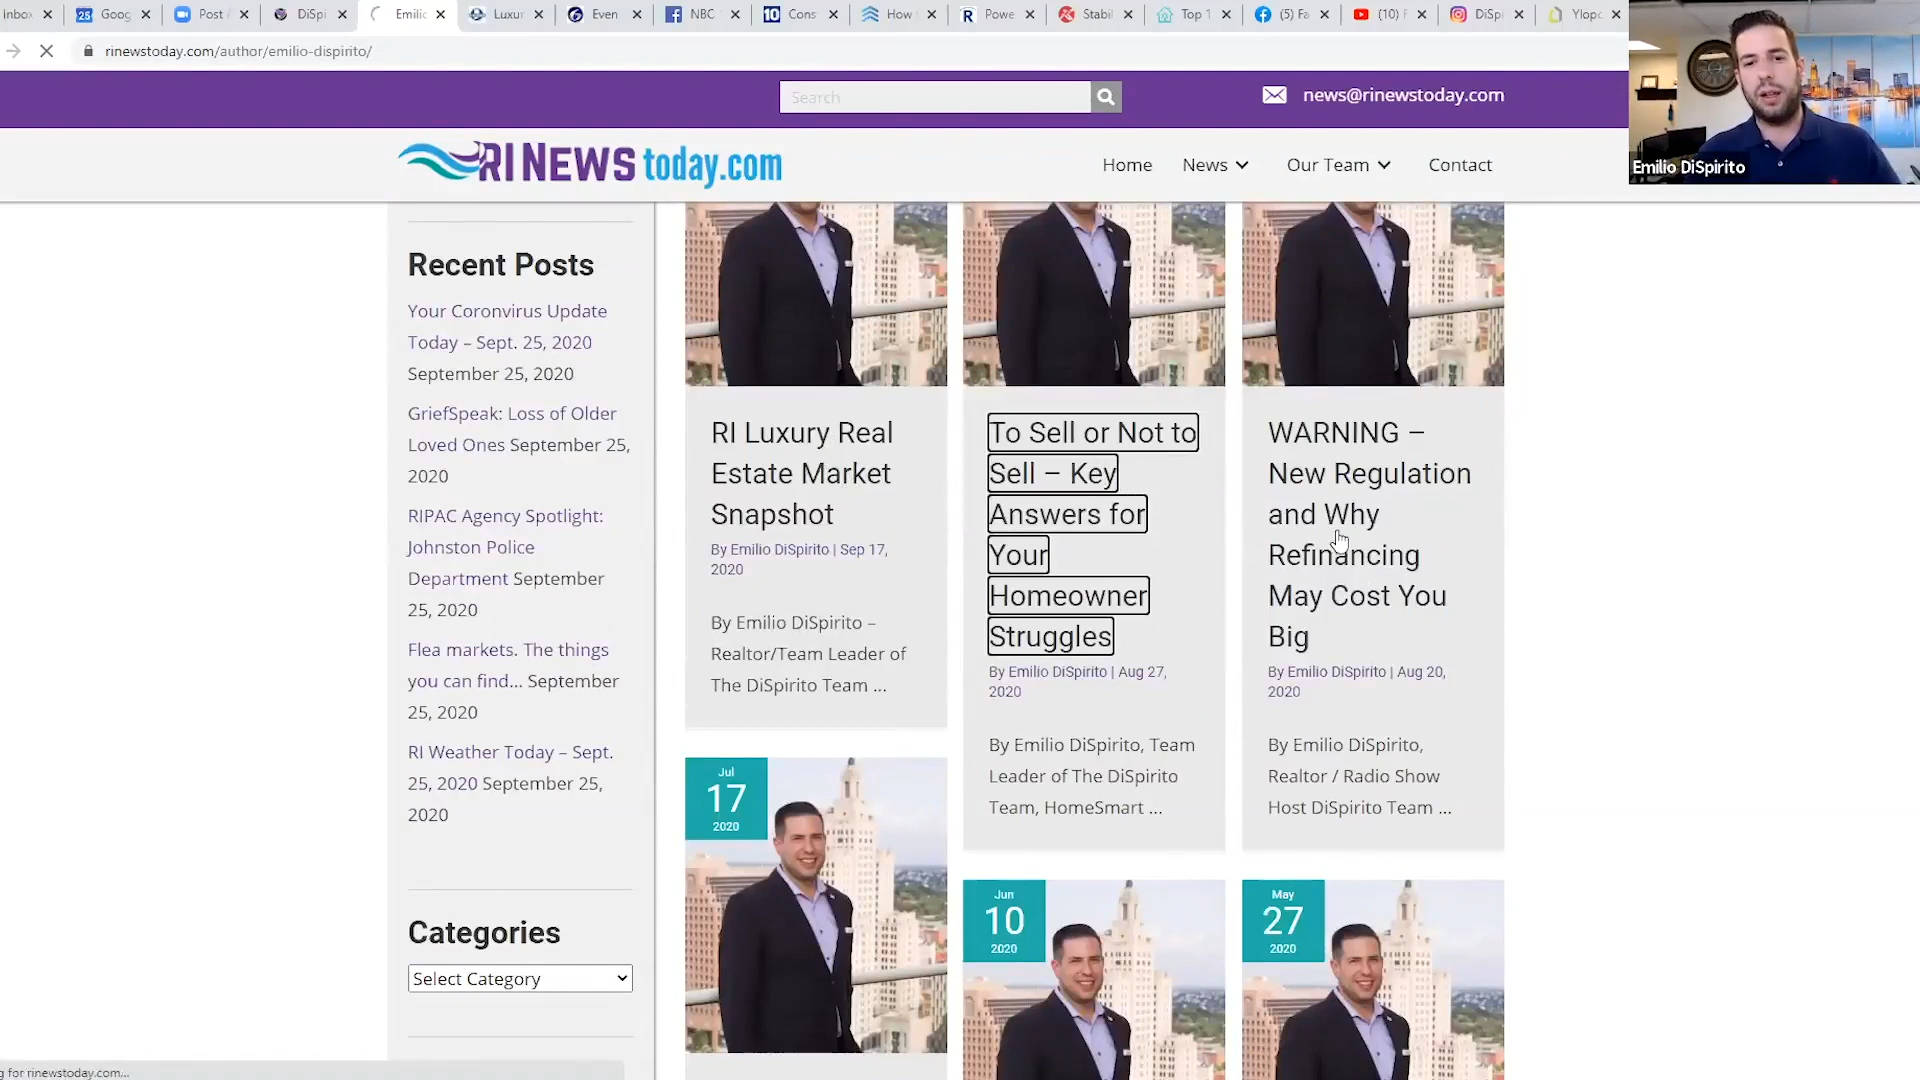 inbox
Goog
Post
DiSpi
Emilio
Luxur
Even
NBC
Cons
How
Powe
Stabil
Top 1
(5) Fa
(10) F
DiSp
Ylopo
rinewstoday.com/author/emilio-dispirito/
Search
news@rinewstoday.com
RI NEWS today.com
Home
News
Our Team
Contact
Emilio DiSpirito
Recent Posts
Your Coronvirus Update
Today – Sept. 25, 2020
September 25, 2020
GriefSpeak: Loss of Older
Loved Ones September 25,
2020
RIPAC Agency Spotlight:
Johnston Police
Department September
25, 2020
Flea markets. The things
you can find... September
25, 2020
RI Weather Today – Sept.
25, 2020 September 25,
2020
Categories
Select Category
RI Luxury Real
Estate Market
Snapshot
By Emilio DiSpirito | Sep 17,
2020
By Emilio DiSpirito –
Realtor/Team Leader of
The DiSpirito Team ...
To Sell or Not to
Sell – Key
Answers for
Your
Homeowner
Struggles
By Emilio DiSpirito | Aug 27,
2020
By Emilio DiSpirito, Team
Leader of The DiSpirito
Team, HomeSmart ...
WARNING –
New Regulation
and Why
Refinancing
May Cost You
Big
By Emilio DiSpirito | Aug 20,
2020
By Emilio DiSpirito,
Realtor / Radio Show
Host DiSpirito Team ...
Jul
17
2020
Jun
10
2020
May
27
2020
g for rinewstoday.com...